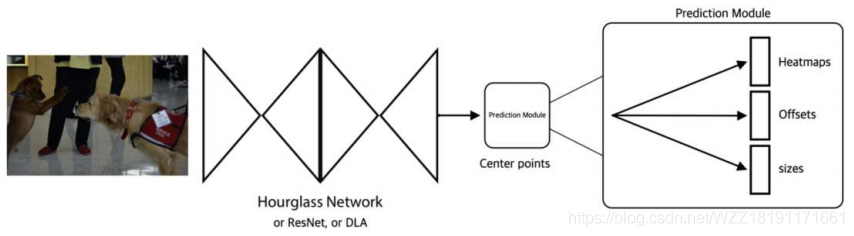 Prediction Module
Heatmaps
Prediction Module
Offsets
Center points
sizes
Hourglass Network
or ResNet, or DLA
https://blog.csdn.net/WZZ18191171661